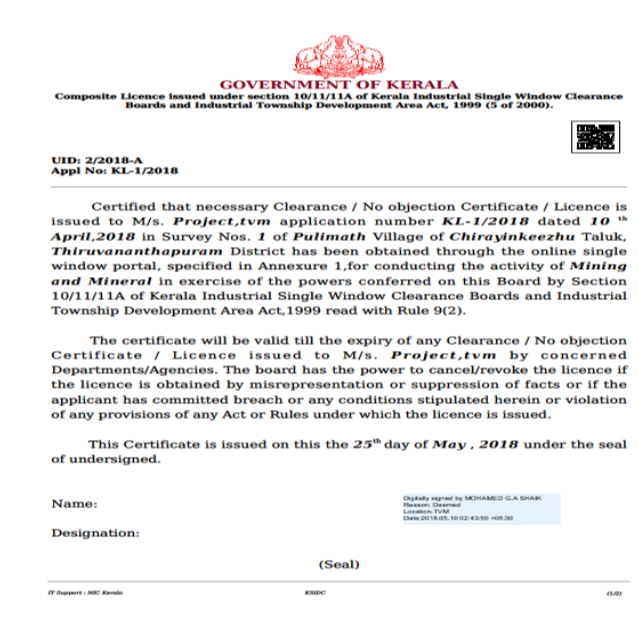 GOVERNMENT OF KERALA
Composite Licence issued under section 10/11/11A of Kerala Industrial Single Window Clearance
Boards and Industrial Township Development Area Act, 1999 (5 of 2000).
UID: 2/2018-A
Appl No: KL-1/2018
Certified that necessary Clearance / No objection Certificate / Licence is
issued to M/s. Project,tvm application number KL-1/2018 dated 10 th
April,2018 in Survey Nos. 1 of Pulimath Village of Chirayinkeezhu Taluk,
Thiruvananthapuram District has been obtained through the online single
window portal, specified in Annexure 1,for conducting the activity of Mining
and Mineral in exercise of the powers conferred on this Board by Section
10/11/11A of Kerala Industrial Single Window Clearance Boards and Industrial
Township Development Area Act,1999 read with Rule 9(2).
The certificate will be valid till the expiry of any Clearance / No objection
Certificate / Licence issued to M/s. Project,tvm by concerned
Departments/Agencies. The board has the power to cancel/revoke the licence if
the licence is obtained by misrepresentation or suppression of facts or if the
applicant has committed breach or any conditions stipulated herein or violation
of any provisions of any Act or Rules under which the licence is issued.
This Certificate is issued on this the 25th day of May , 2018 under the seal
of undersigned.
Name:
Digitally signed by MOHAMED G.A SHAIK
Reason: Deemed
Location: TVM
Date:2018.05.10 02:43:50 +05:30
Designation:
(Seal)
IT Support : NIC Kerala KSIDC (1/2)